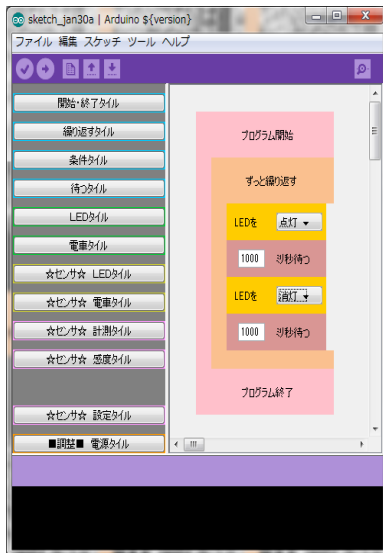 sketch_jan30a | Arduino ${version}
ファイル 編集 スケッチ ツール ヘルプ
開始・終了タイル
繰り返すタイル
条件タイル
待つタイル
LEDタイル
電車タイル
☆センサ☆ LEDタイル
☆センサ☆ 電車タイル
☆センサ☆ 計測タイル
☆センサ☆ 感度タイル
☆センサ☆ 設定タイル
■調整■ 電源タイル
プログラム開始
ずっと繰り返す
LEDを 点灯
1000 ミリ秒待つ
LEDを 消灯
1000 ミリ秒待つ
プログラム終了